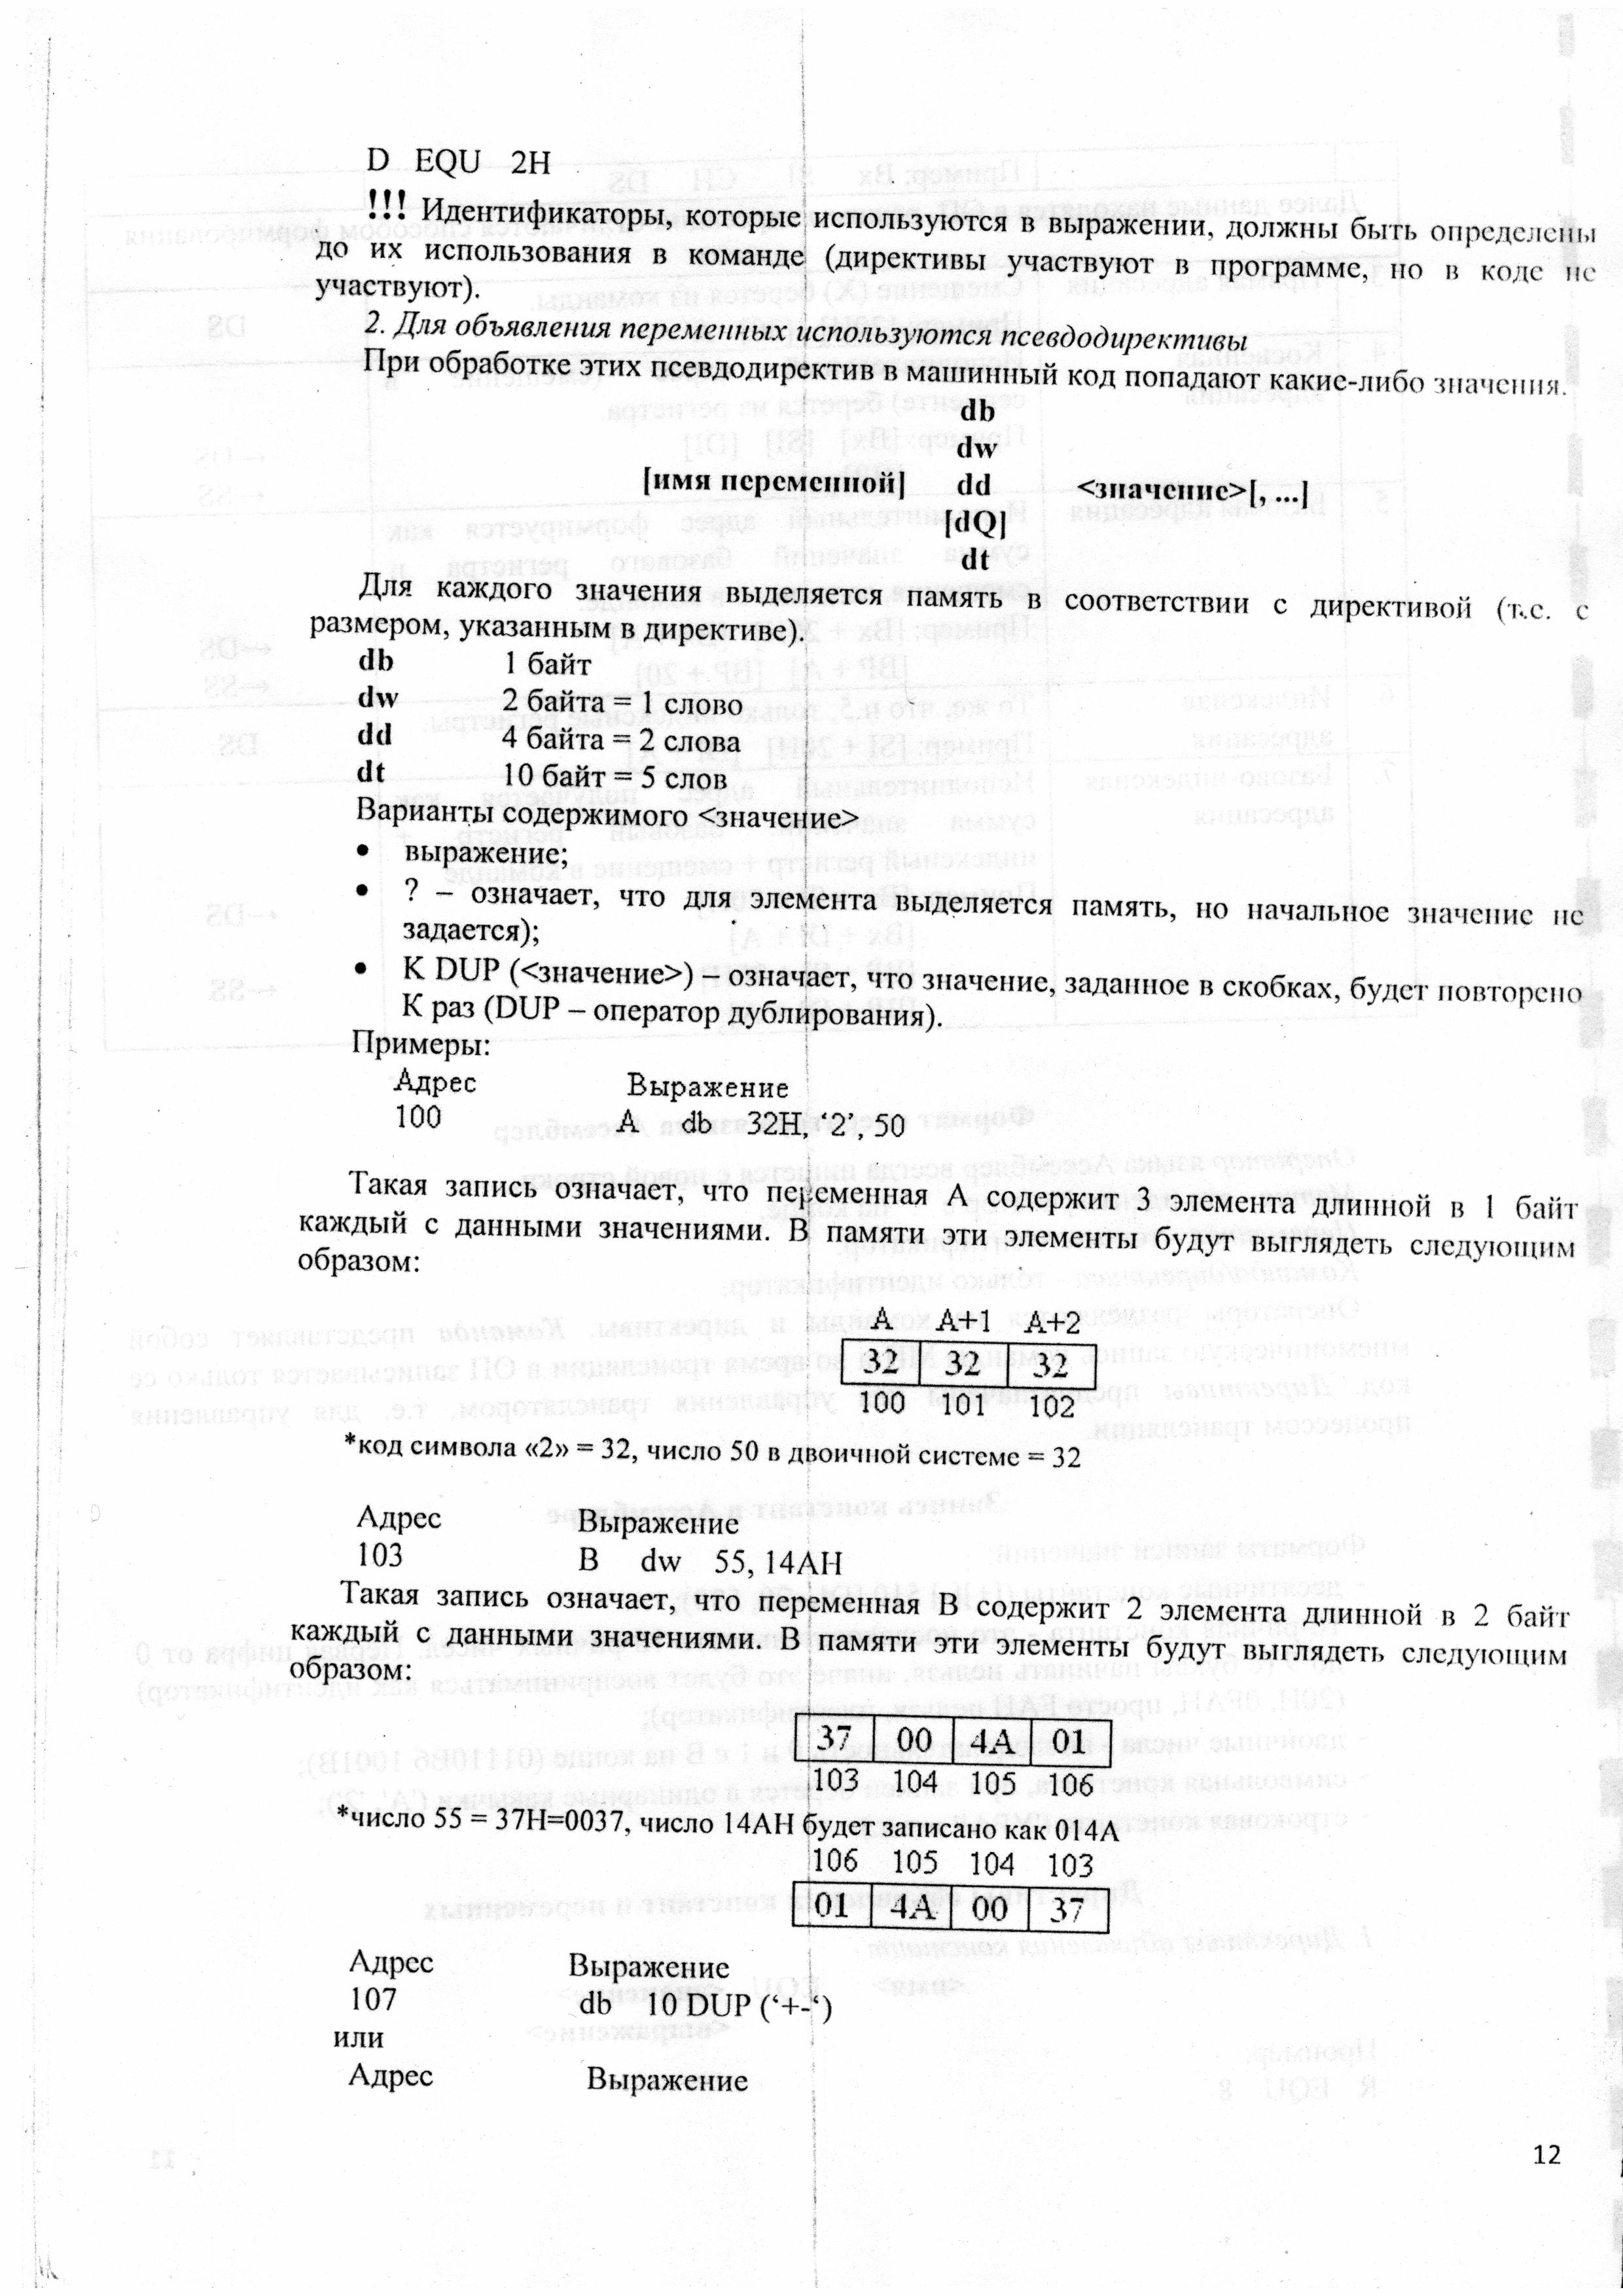 D EQU 2H
!!! Идентификаторы, которые используются в выражении, должны быть определены
до их использования в команде (директивы участвуют в программе, но в коде не
участвуют).
2. Для объявления переменных используются псевдодирективы
При обработке этих псевдодиректив в машинный код попадают какие-либо значения.
db
dw
[имя переменной] dd <значение>[, ...]
[dQ]
dt
Для каждого значения выделяется память в соответствии с директивой (т.е. с
размером, указанным в директиве).
db 1 байт
dw 2 байта = 1 слово
dd 4 байта = 2 слова
dt 10 байт = 5 слов
Варианты содержимого <значение>
• выражение;
• ? – означает, что для элемента выделяется память, но начальное значение не
задается);
• K DUP (<значение>) – означает, что значение, заданное в скобках, будет повторено
К раз (DUP – оператор дублирования).
Примеры:
Адрес Выражение
100 A db 32H, ‘2’, 50
Такая запись означает, что переменная А содержит 3 элемента длинной в 1 байт
каждый с данными значениями. В памяти эти элементы будут выглядеть следующим
образом:
A A+1 A+2
32 32 32
100 101 102
*код символа «2» = 32, число 50 в двоичной системе = 32
Адрес Выражение
103 B dw 55, 14AH
Такая запись означает, что переменная В содержит 2 элемента длинной в 2 байт
каждый с данными значениями. В памяти эти элементы будут выглядеть следующим
образом:
37 00 4A 01
103 104 105 106
*число 55 = 37H=0037, число 14AH будет записано как 014A
106 105 104 103
01 4A 00 37
Адрес Выражение
107 db 10 DUP (‘+-‘)
или
Адрес Выражение
12